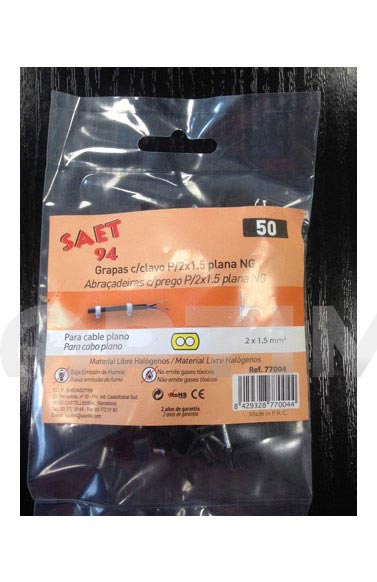 50
SAET
94
Grapas c/clavo P/2x1.5 plana NG
Abraçadeiras c/prego P/2x1.5 plana NG
Para cable plano
Para cabo plano
2 x 1.5 mm²
Material Libre Halógenos / Material Livre Halógenos
Baja Emisión de Humos
Baixa emissão de fumo
No emite gases tóxicos
Não emite gases tóxicos
Ref. 77004
CE RoHS
2 años de garantía
2 anos de garantia
8 429328 770044
Made in P.R.C.